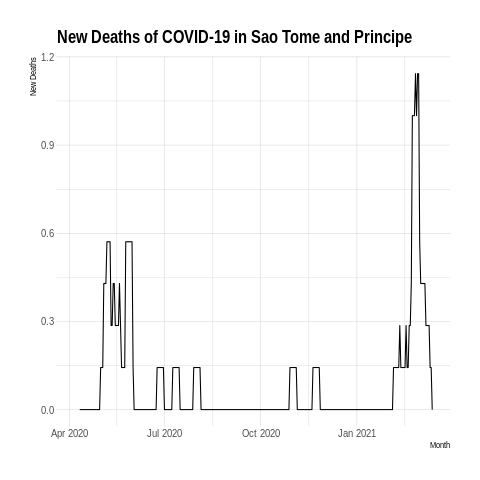 New Deaths of COVID-19 in Sao Tome and Principe
New Deaths
1.2
0.9
0.6
0.3
0.0
Apr 2020 Jul 2020 Oct 2020 Jan 2021
Month